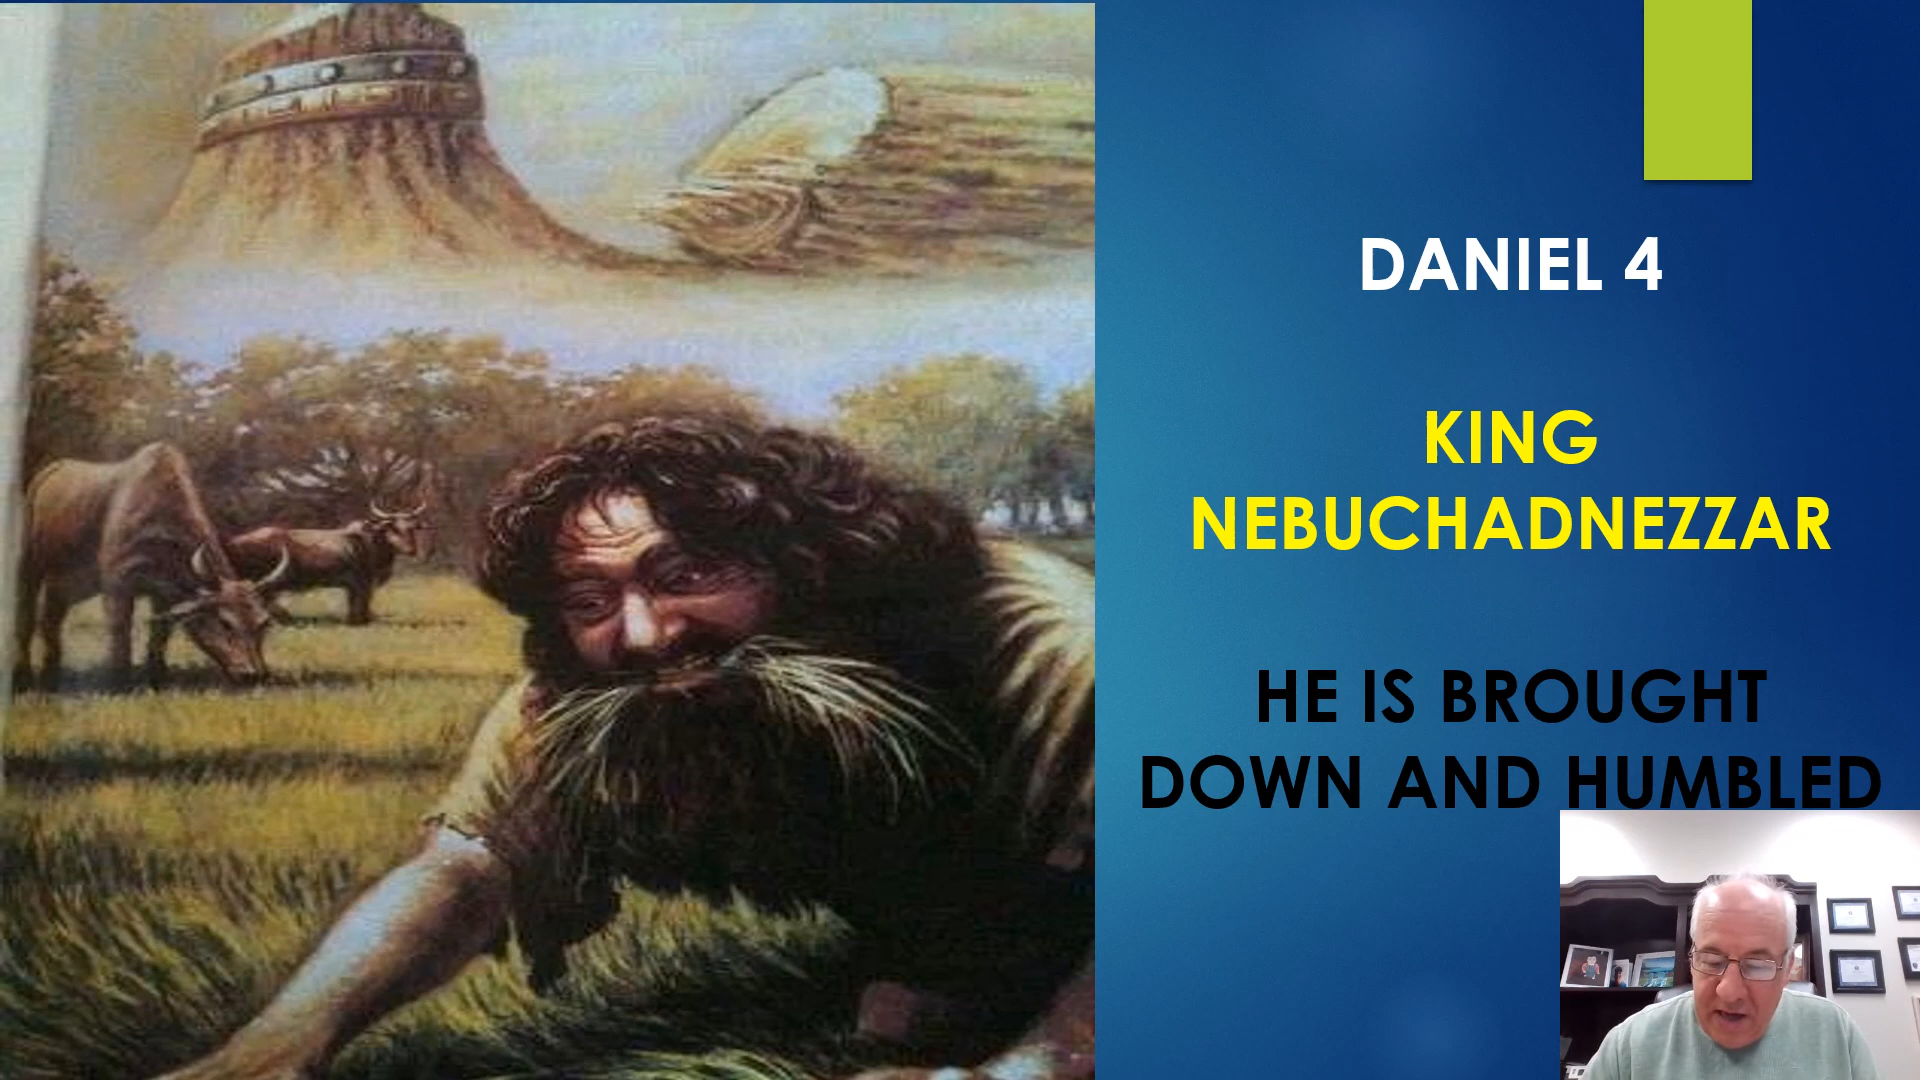 DANIEL 4
KING
NEBUCHADNEZZAR
HE IS BROUGHT
DOWN AND HUMBLED